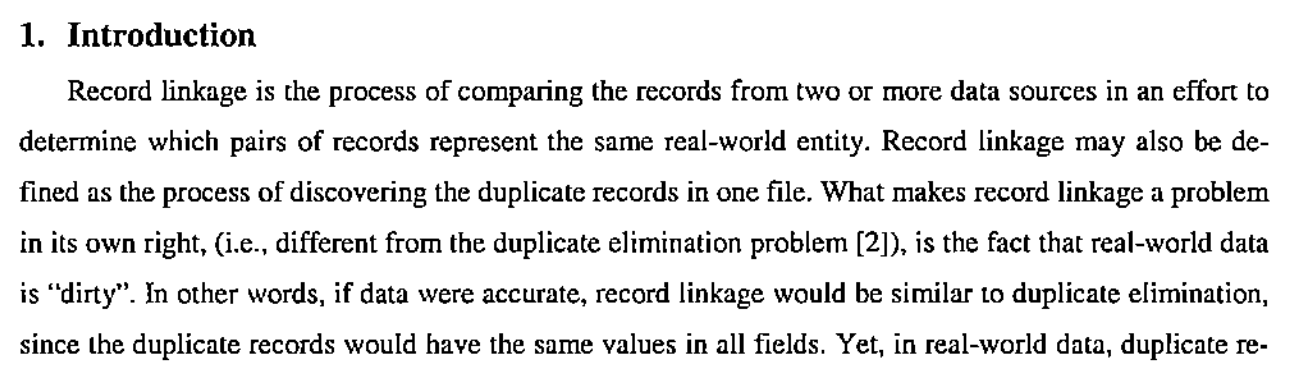 1. Introduction
Record linkage is the process of comparing the records from two or more data sources in an effort to
determine which pairs of records represent the same real-world entity. Record linkage may also be de-
fined as the process of discovering the duplicate records in one file. What makes record linkage a problem
in its own right, (i.e., different from the duplicate elimination problem [2]), is the fact that real-world data
is “dirty”. In other words, if data were accurate, record linkage would be similar to duplicate elimination,
since the duplicate records would have the same values in all fields. Yet, in real-world data, duplicate re-